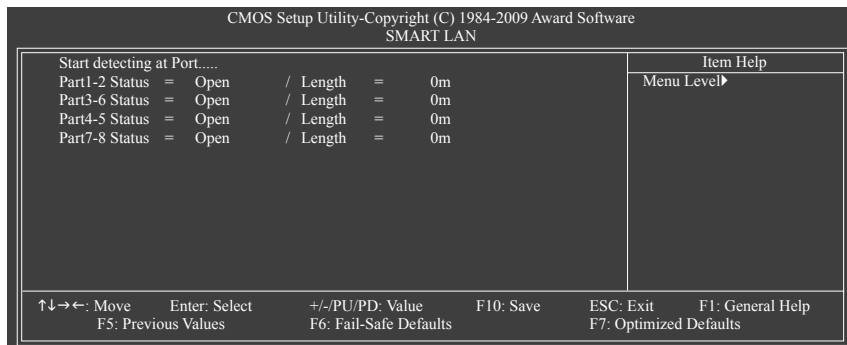 CMOS Setup Utility-Copyright (C) 1984-2009 Award Software
SMART LAN
Start detecting at Port.....
Part1-2 Status = Open / Length = 0m
Part3-6 Status = Open / Length = 0m
Part4-5 Status = Open / Length = 0m
Part7-8 Status = Open / Length = 0m
Item Help
Menu Level▶
↑↓→←: Move Enter: Select +/-/PU/PD: Value F10: Save ESC: Exit F1: General Help
F5: Previous Values F6: Fail-Safe Defaults F7: Optimized Defaults